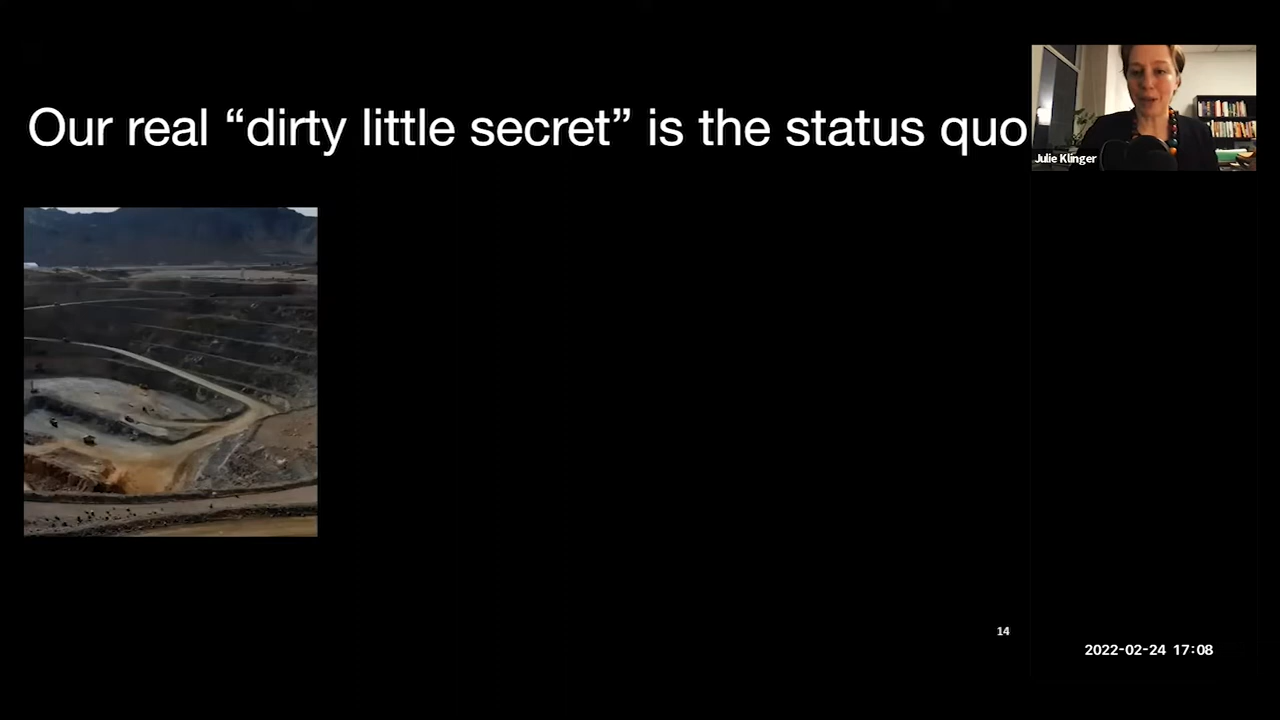 Our real “dirty little secret” is the status quo
Julie Klinger
14
2022-02-24 17:08